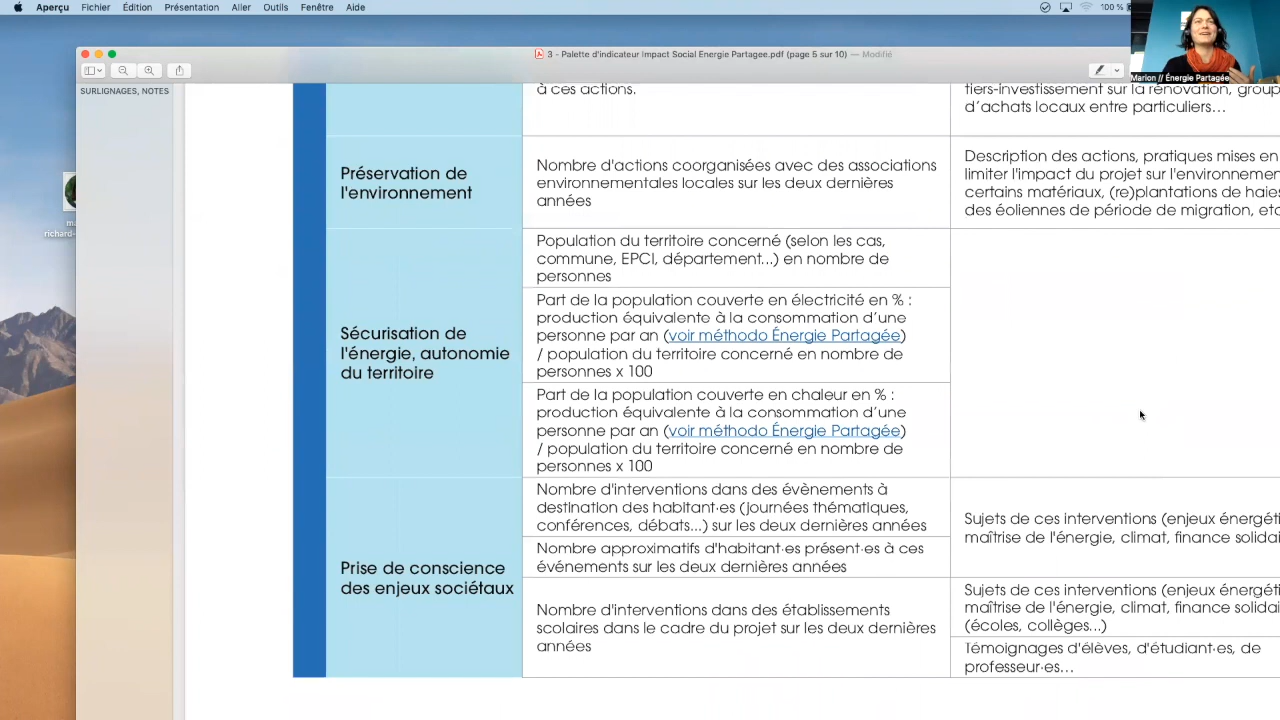 Aperçu Fichier Édition Présentation Aller Outils Fenêtre Aide
100 %
3 - Palette d'indicateur Impact Social Energie Partagee.pdf (page 5 sur 10) — Modifié
Marion // Énergie Partagée
SURLIGNAGES, NOTES
à ces actions.
tiers-investissement sur la rénovation, group
d'achats locaux entre particuliers…
Préservation de
l'environnement
Nombre d'actions coorganisées avec des associations
environnementales locales sur les deux dernières
années
Description des actions, pratiques mises en
limiter l'impact du projet sur l'environneme
certains matériaux, (re)plantations de haies
des éoliennes de période de migration, etc
Sécurisation de
l'énergie, autonomie
du territoire
Population du territoire concerné (selon les cas,
commune, EPCI, département...) en nombre de
personnes
Part de la population couverte en électricité en % :
production équivalente à la consommation d'une
personne par an (voir méthodo Énergie Partagée)
/ population du territoire concerné en nombre de
personnes x 100
Part de la population couverte en chaleur en % :
production équivalente à la consommation d'une
personne par an (voir méthodo Énergie Partagée)
/ population du territoire concerné en nombre de
personnes x 100
Prise de conscience
des enjeux sociétaux
Nombre d'interventions dans des évènements à
destination des habitant·es (journées thématiques,
conférences, débats...) sur les deux dernières années
Sujets de ces interventions (enjeux énergéti
maîtrise de l'énergie, climat, finance solidai
Nombre approximatifs d'habitant·es présent·es à ces
événements sur les deux dernières années
Nombre d'interventions dans des établissements
scolaires dans le cadre du projet sur les deux dernières
années
Sujets de ces interventions (enjeux énergéti
maîtrise de l'énergie, climat, finance solidai
(écoles, collèges...)
Témoignages d'élèves, d'étudiant·es, de
professeur·es…
richard-